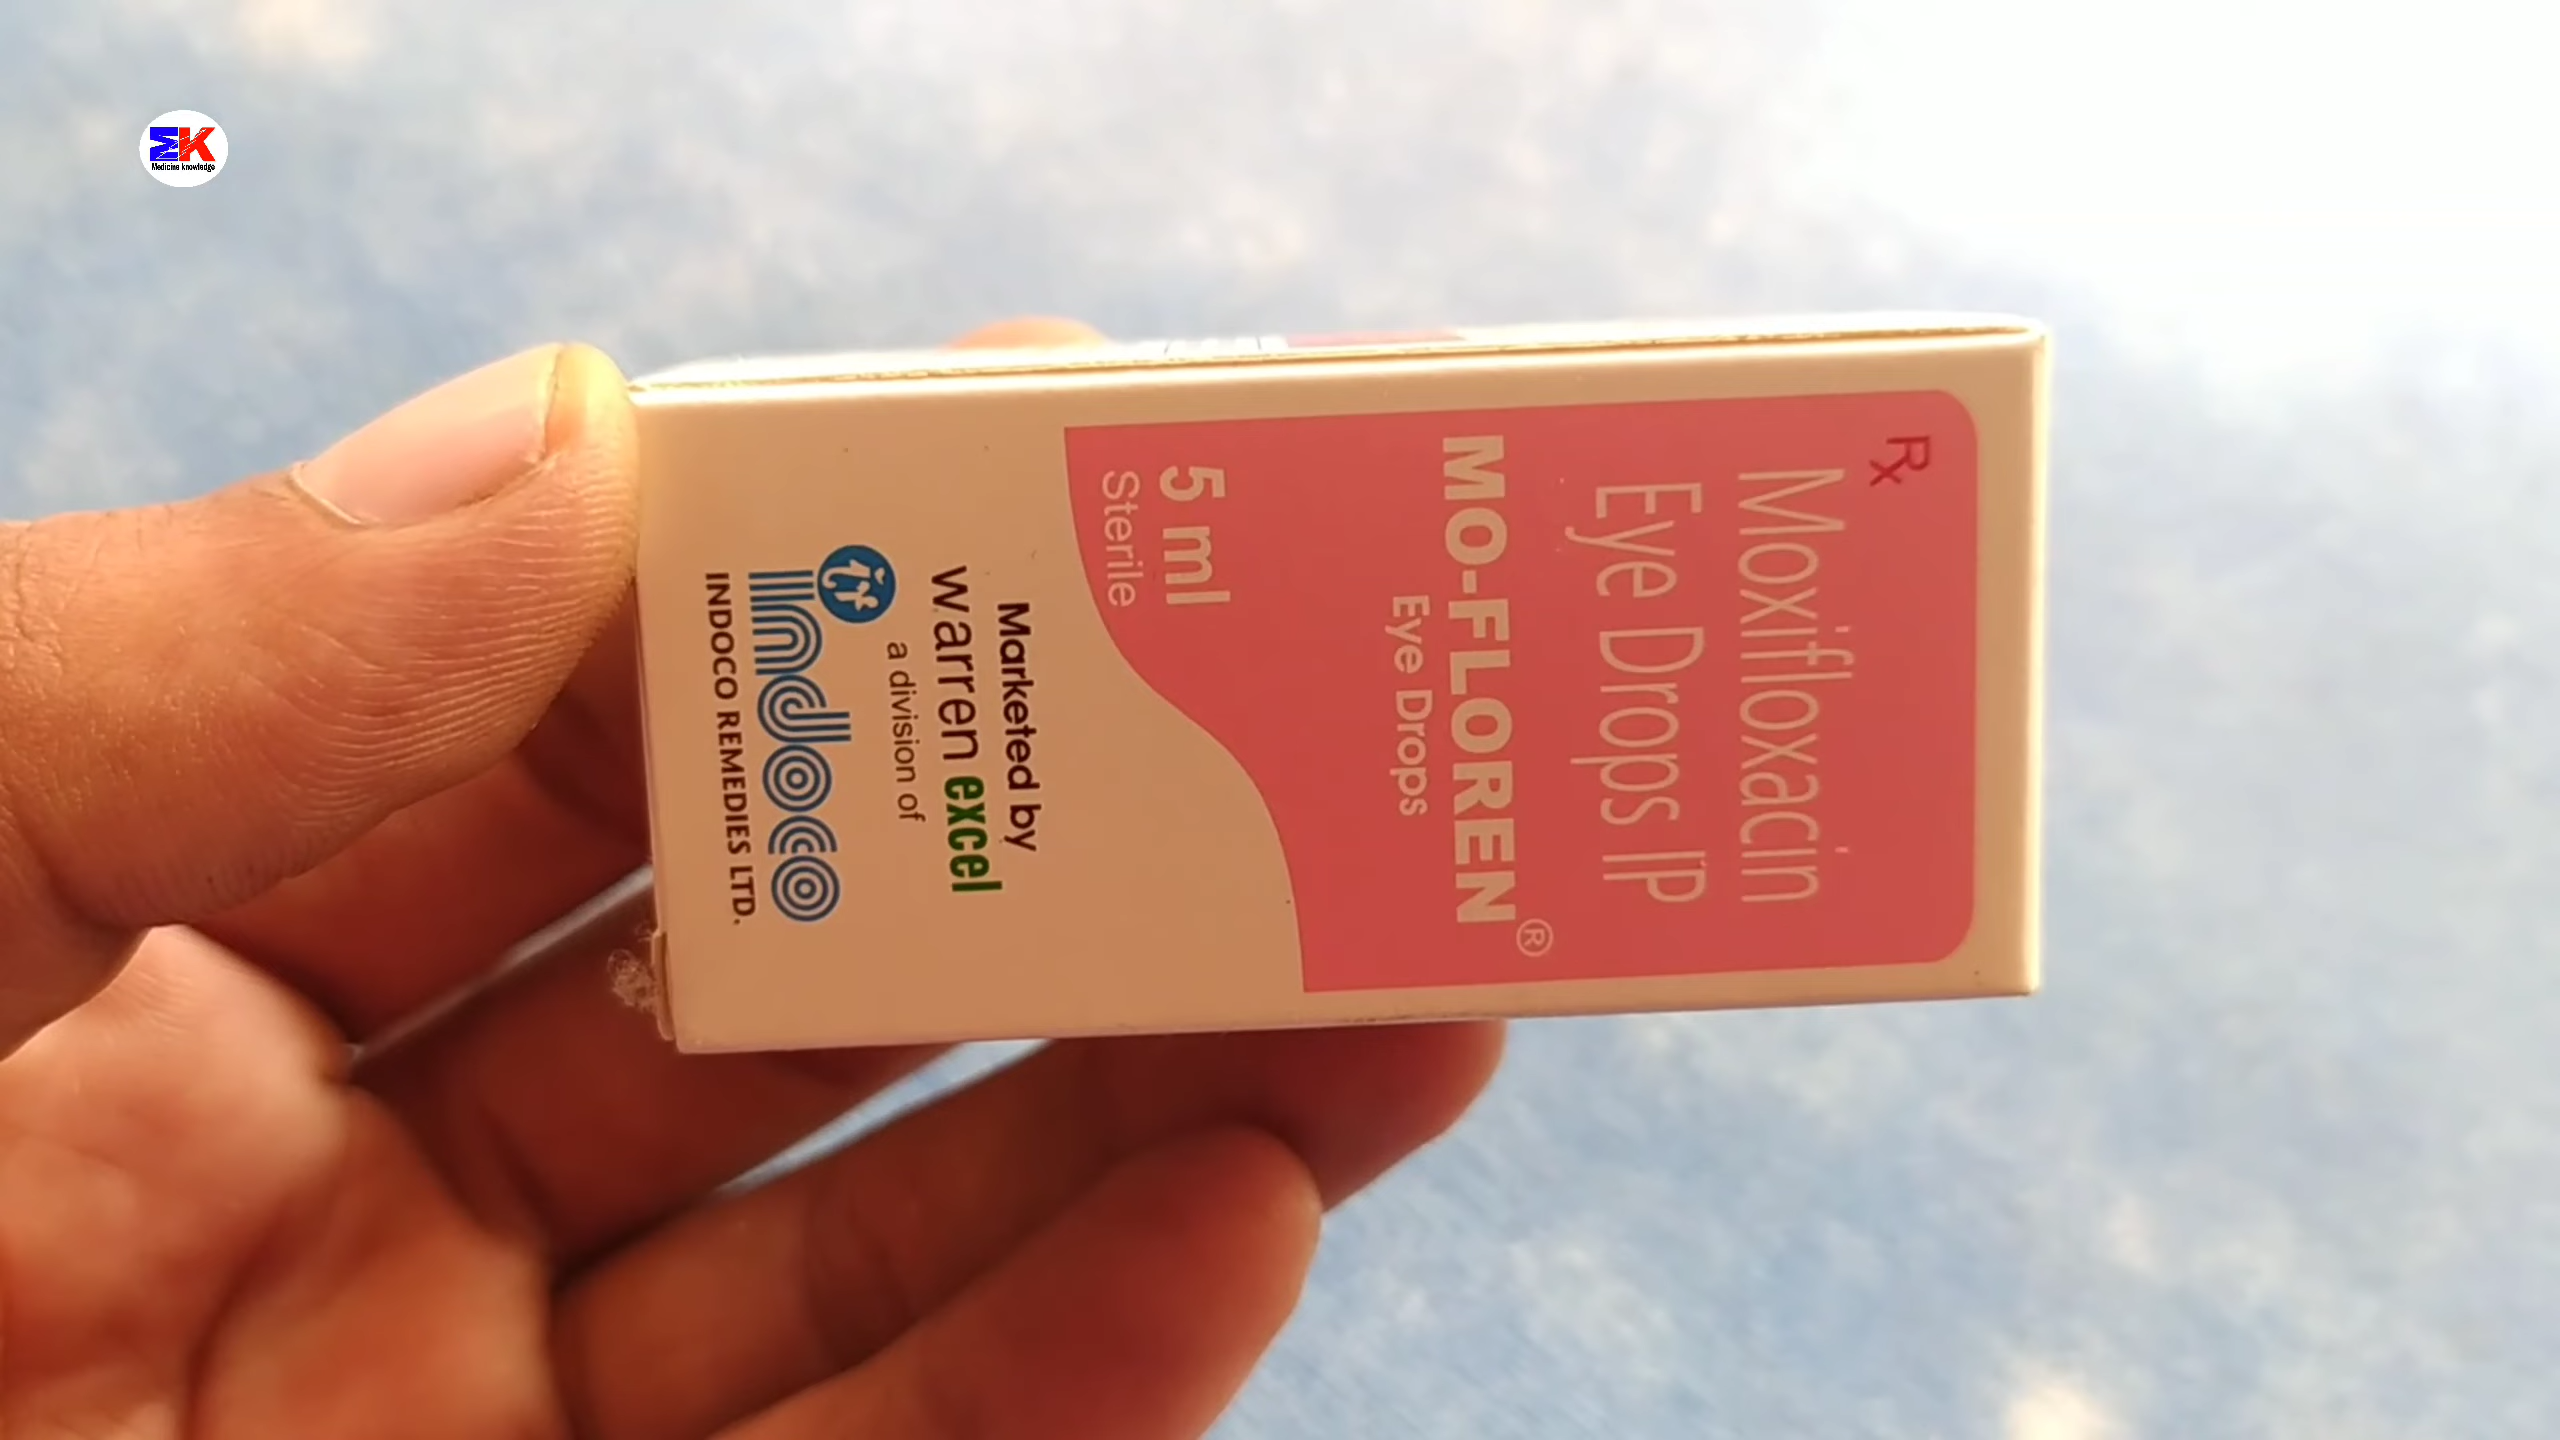 MK
Medicine knowledge
Rx
Moxifloxacin
Eye Drops IP
MO-FLOREN®
Eye Drops
5 ml
Sterile
Marketed by
warren excel
a division of
Indoco
INDOCO REMEDIES LTD.